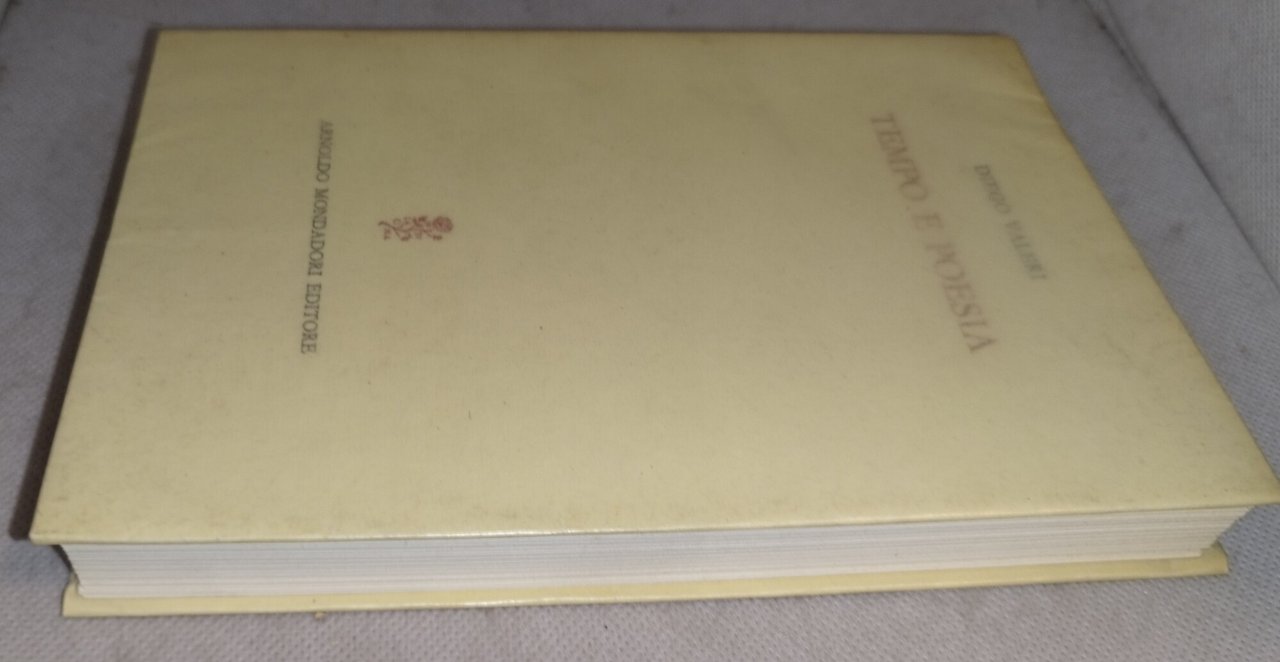 DIEGO VALERI
TEMPO E POESIA
ARNOLDO MONDADORI EDITORE